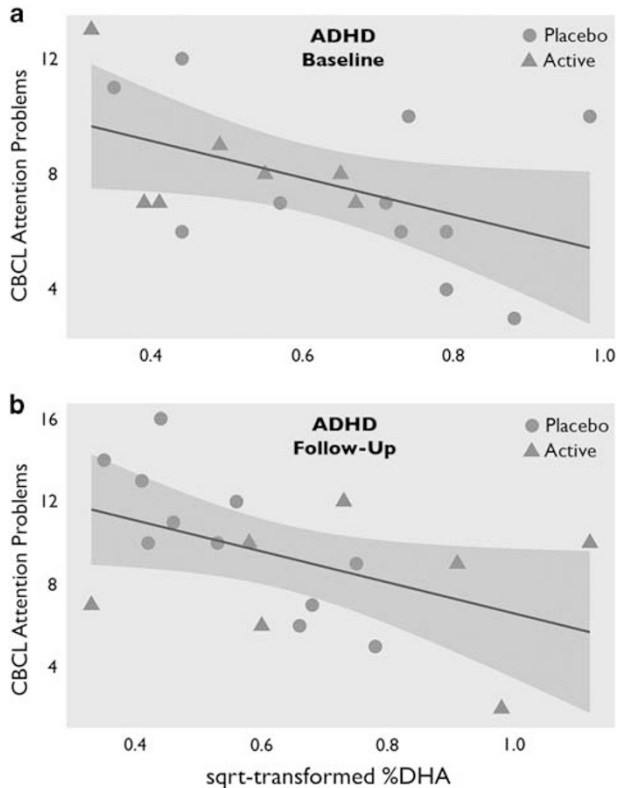 a
ADHD
Baseline
Placebo
Active
CBCL Attention Problems
12
8
4
0.4
0.6
0.8
1.0
b
ADHD
Follow-Up
Placebo
Active
CBCL Attention Problems
16
12
8
4
0.4
0.6
0.8
1.0
sqrt-transformed %DHA